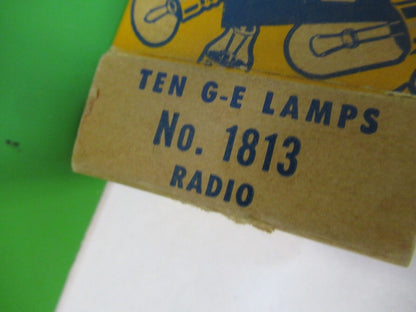 TEN G-E LAMPS
No. 1813
RADIO